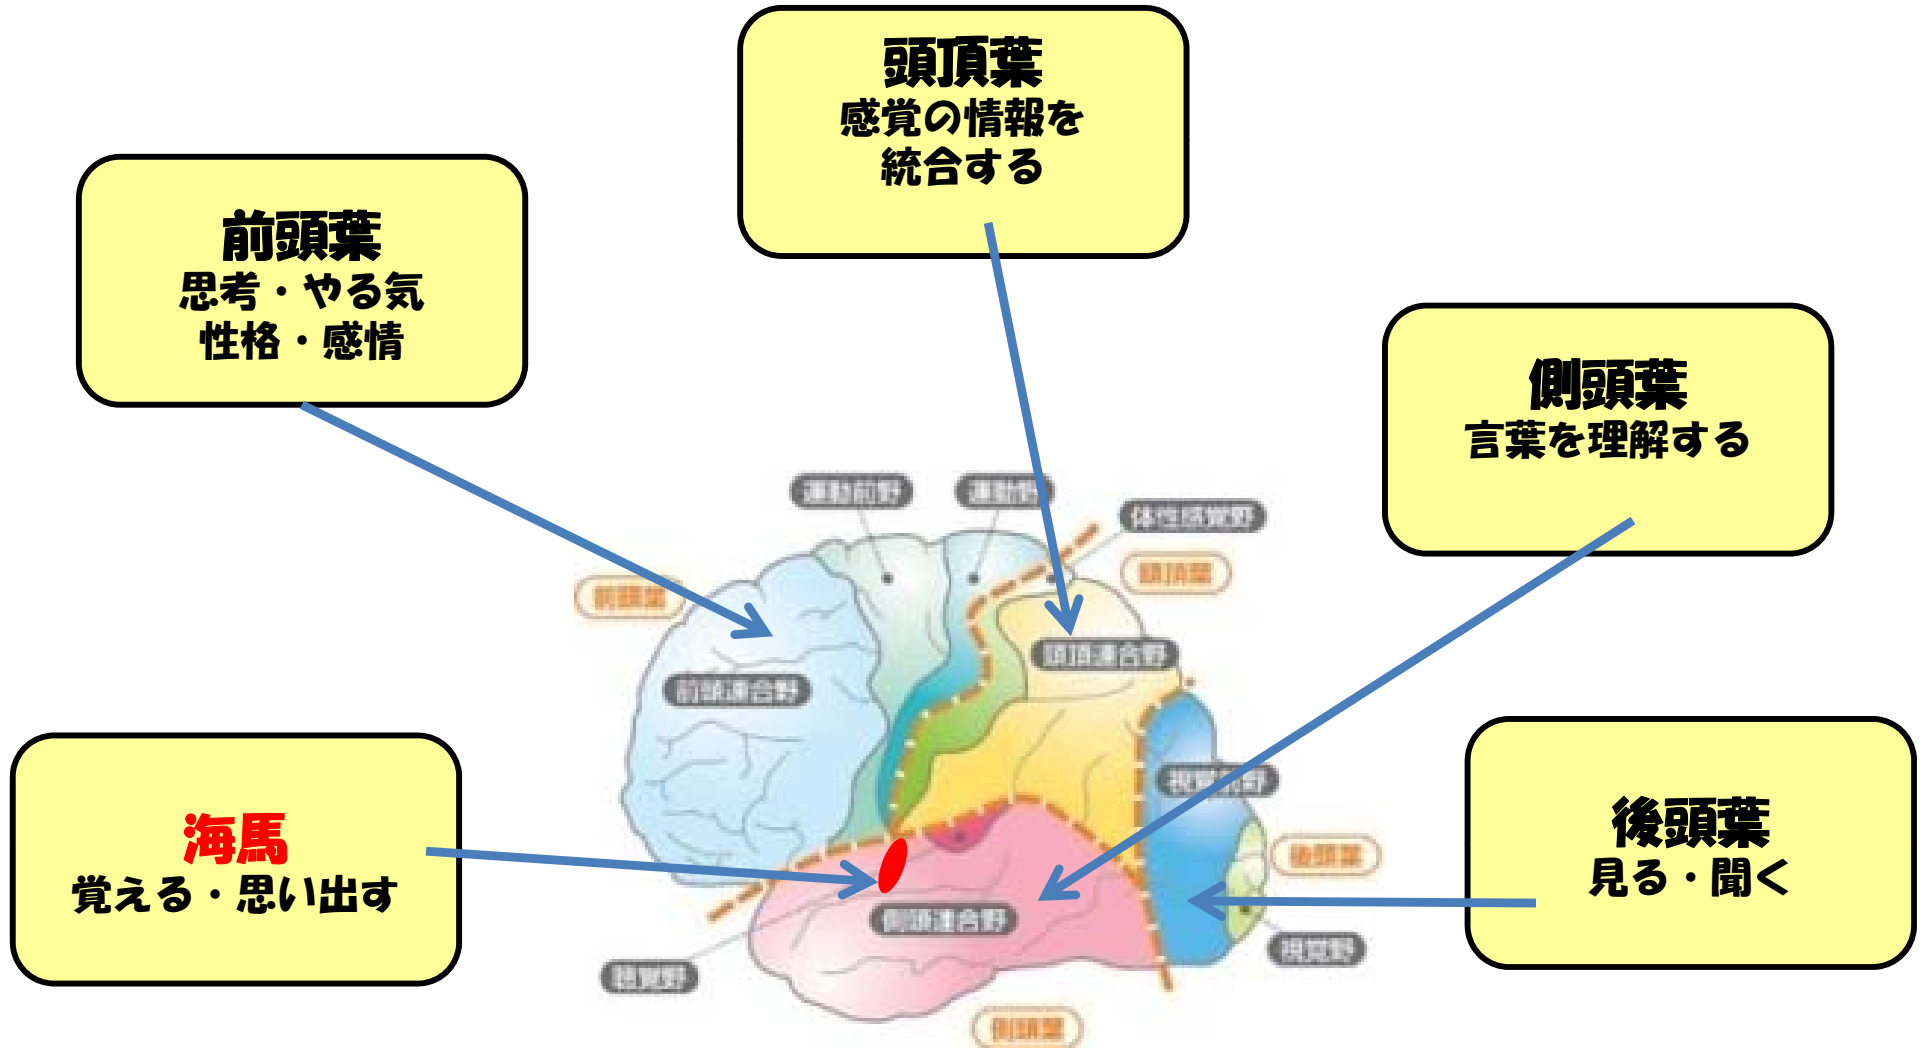 頭頂葉
感覚の情報を
統合する
前頭葉
思考・やる気
性格・感情
側頭葉
言葉を理解する
海馬
覚える・思い出す
後頭葉
見る・聞く
運動前野
運動野
体性感覚野
前頭葉
頭頂葉
頭頂連合野
前頭連合野
視覚前野
後頭葉
側頭連合野
視覚野
聴覚野
側頭葉